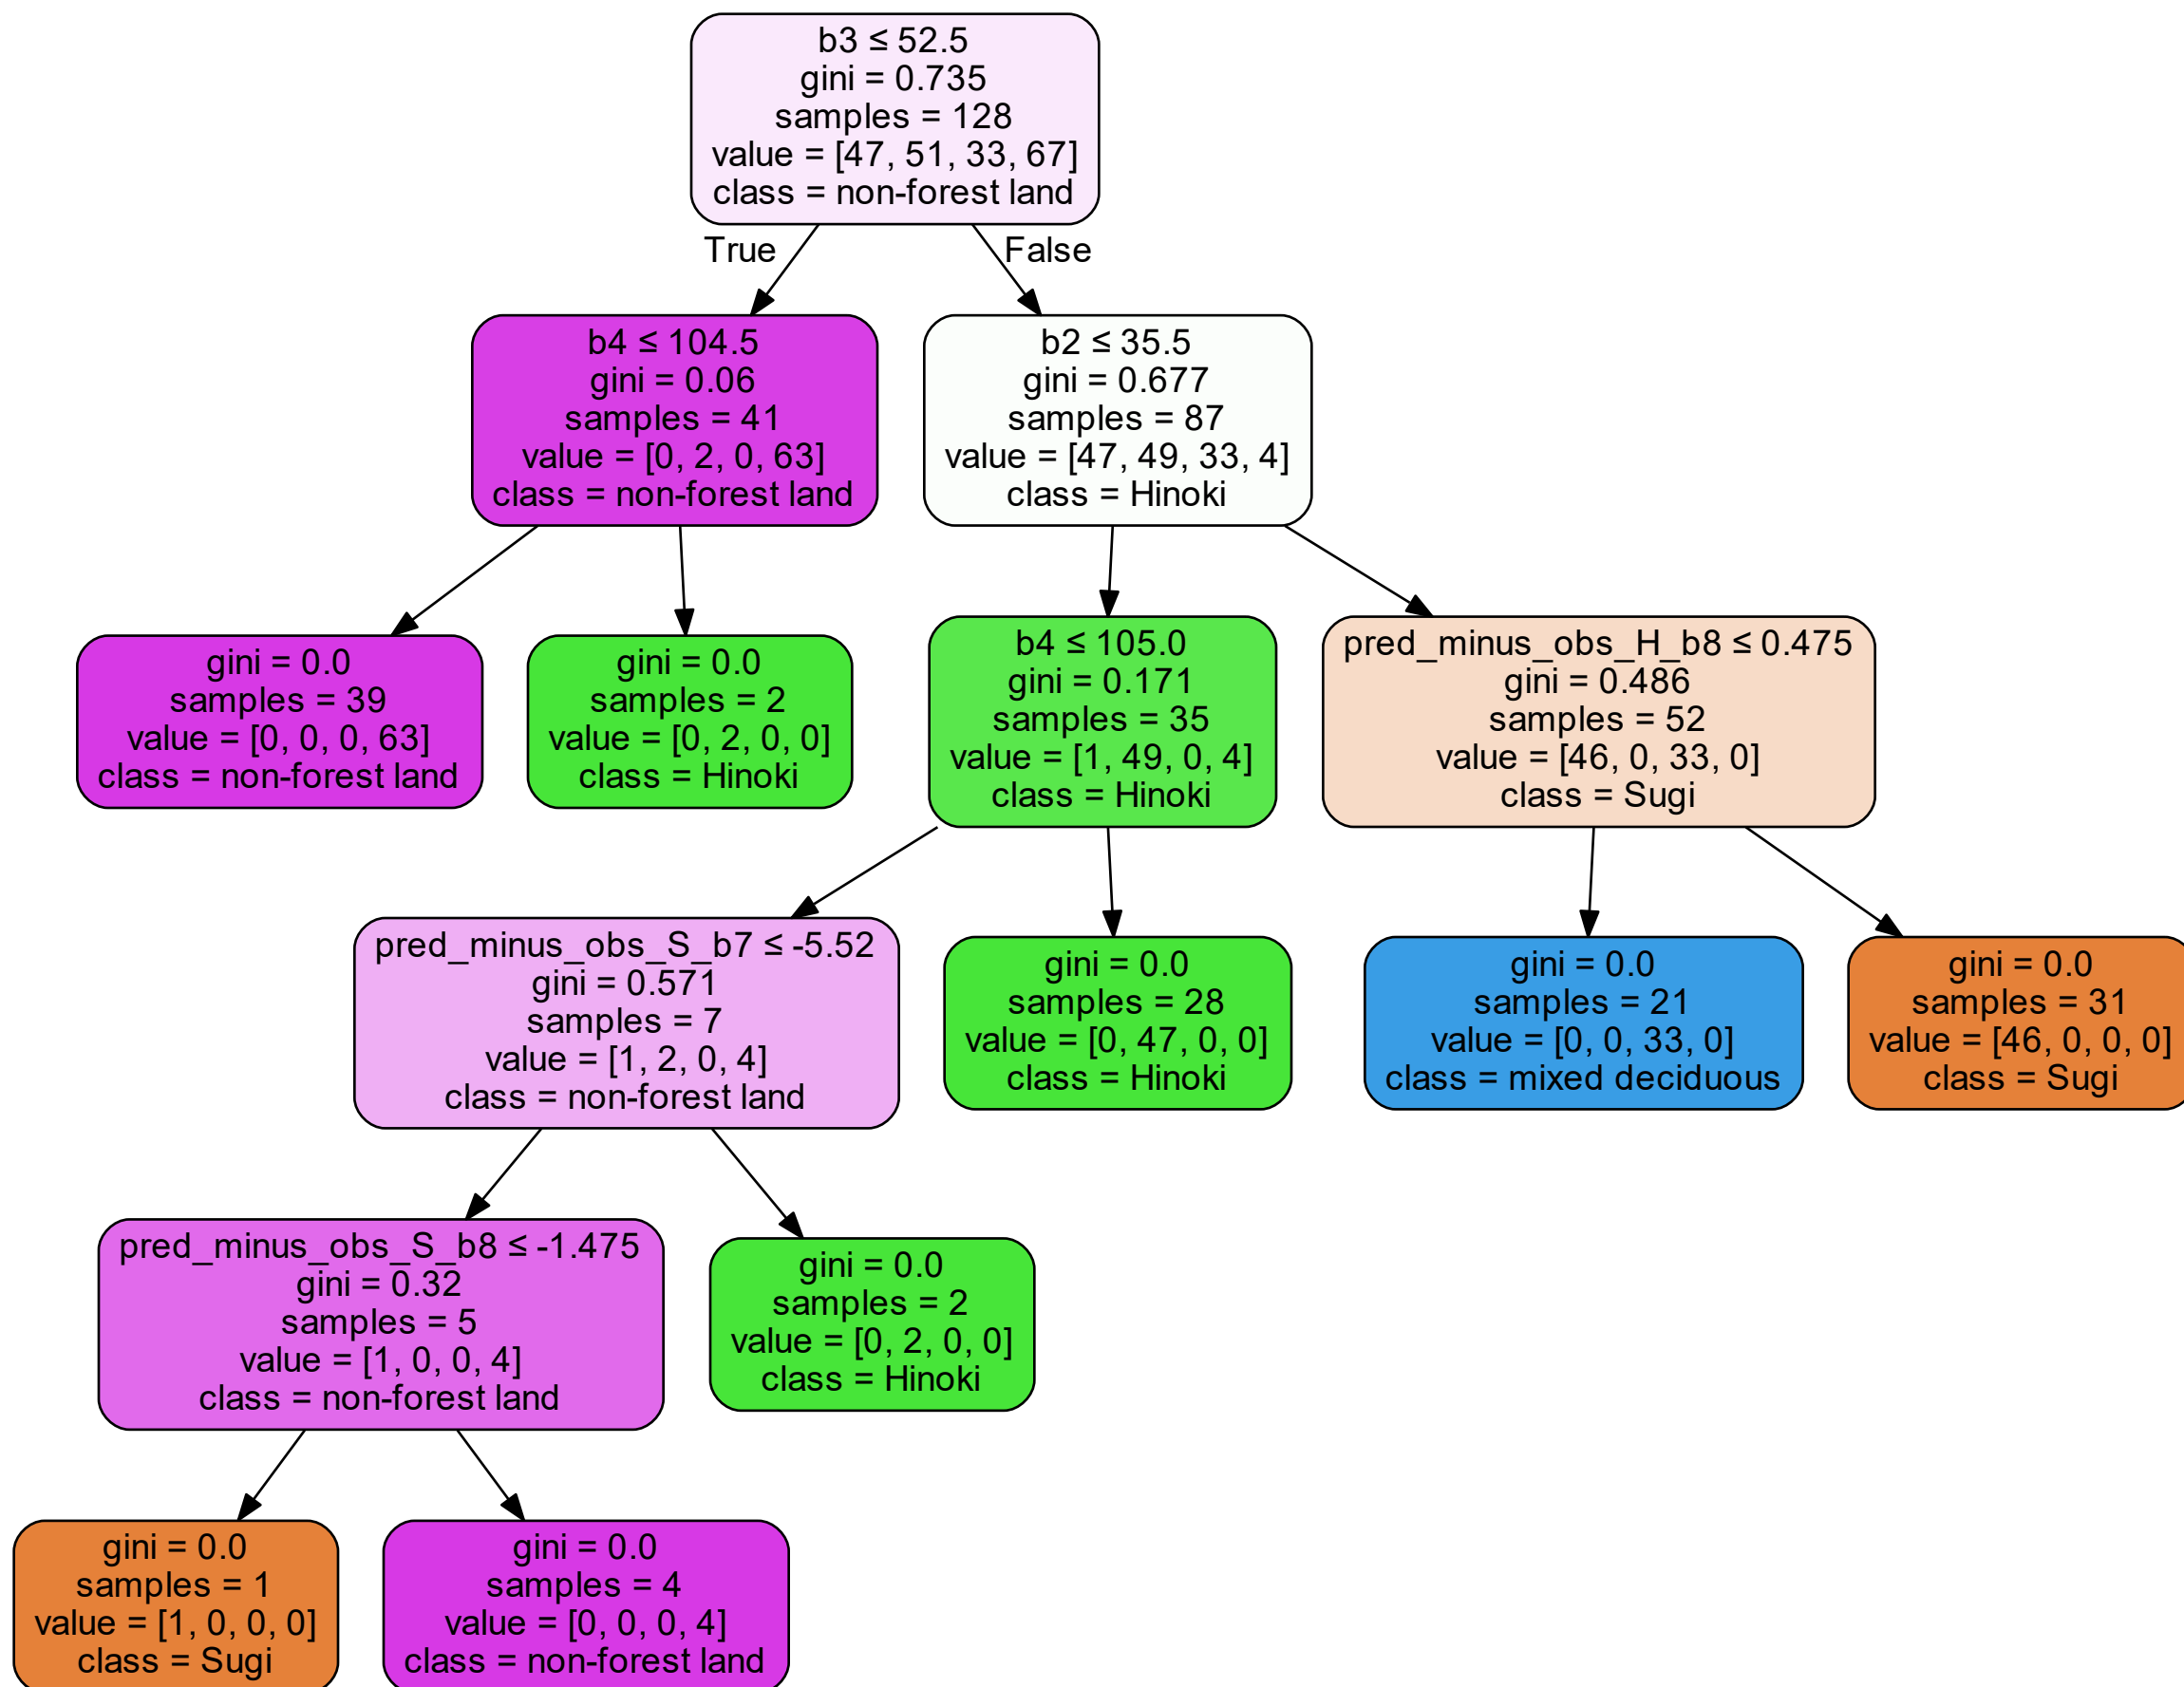 b3 ≤ 52.5
gini = 0.735
samples = 128
value = [47, 51, 33, 67]
class = non-forest land
True
False
b4 ≤ 104.5
gini = 0.06
samples = 41
value = [0, 2, 0, 63]
class = non-forest land
b2 ≤ 35.5
gini = 0.677
samples = 87
value = [47, 49, 33, 4]
class = Hinoki
gini = 0.0
samples = 39
value = [0, 0, 0, 63]
class = non-forest land
gini = 0.0
samples = 2
value = [0, 2, 0, 0]
class = Hinoki
b4 ≤ 105.0
gini = 0.171
samples = 35
value = [1, 49, 0, 4]
class = Hinoki
pred_minus_obs_H_b8 ≤ 0.475
gini = 0.486
samples = 52
value = [46, 0, 33, 0]
class = Sugi
pred_minus_obs_S_b7 ≤ -5.52
gini = 0.571
samples = 7
value = [1, 2, 0, 4]
class = non-forest land
gini = 0.0
samples = 28
value = [0, 47, 0, 0]
class = Hinoki
gini = 0.0
samples = 21
value = [0, 0, 33, 0]
class = mixed deciduous
gini = 0.0
samples = 31
value = [46, 0, 0, 0]
class = Sugi
pred_minus_obs_S_b8 ≤ -1.475
gini = 0.32
samples = 5
value = [1, 0, 0, 4]
class = non-forest land
gini = 0.0
samples = 2
value = [0, 2, 0, 0]
class = Hinoki
gini = 0.0
samples = 1
value = [1, 0, 0, 0]
class = Sugi
gini = 0.0
samples = 4
value = [0, 0, 0, 4]
class = non-forest land